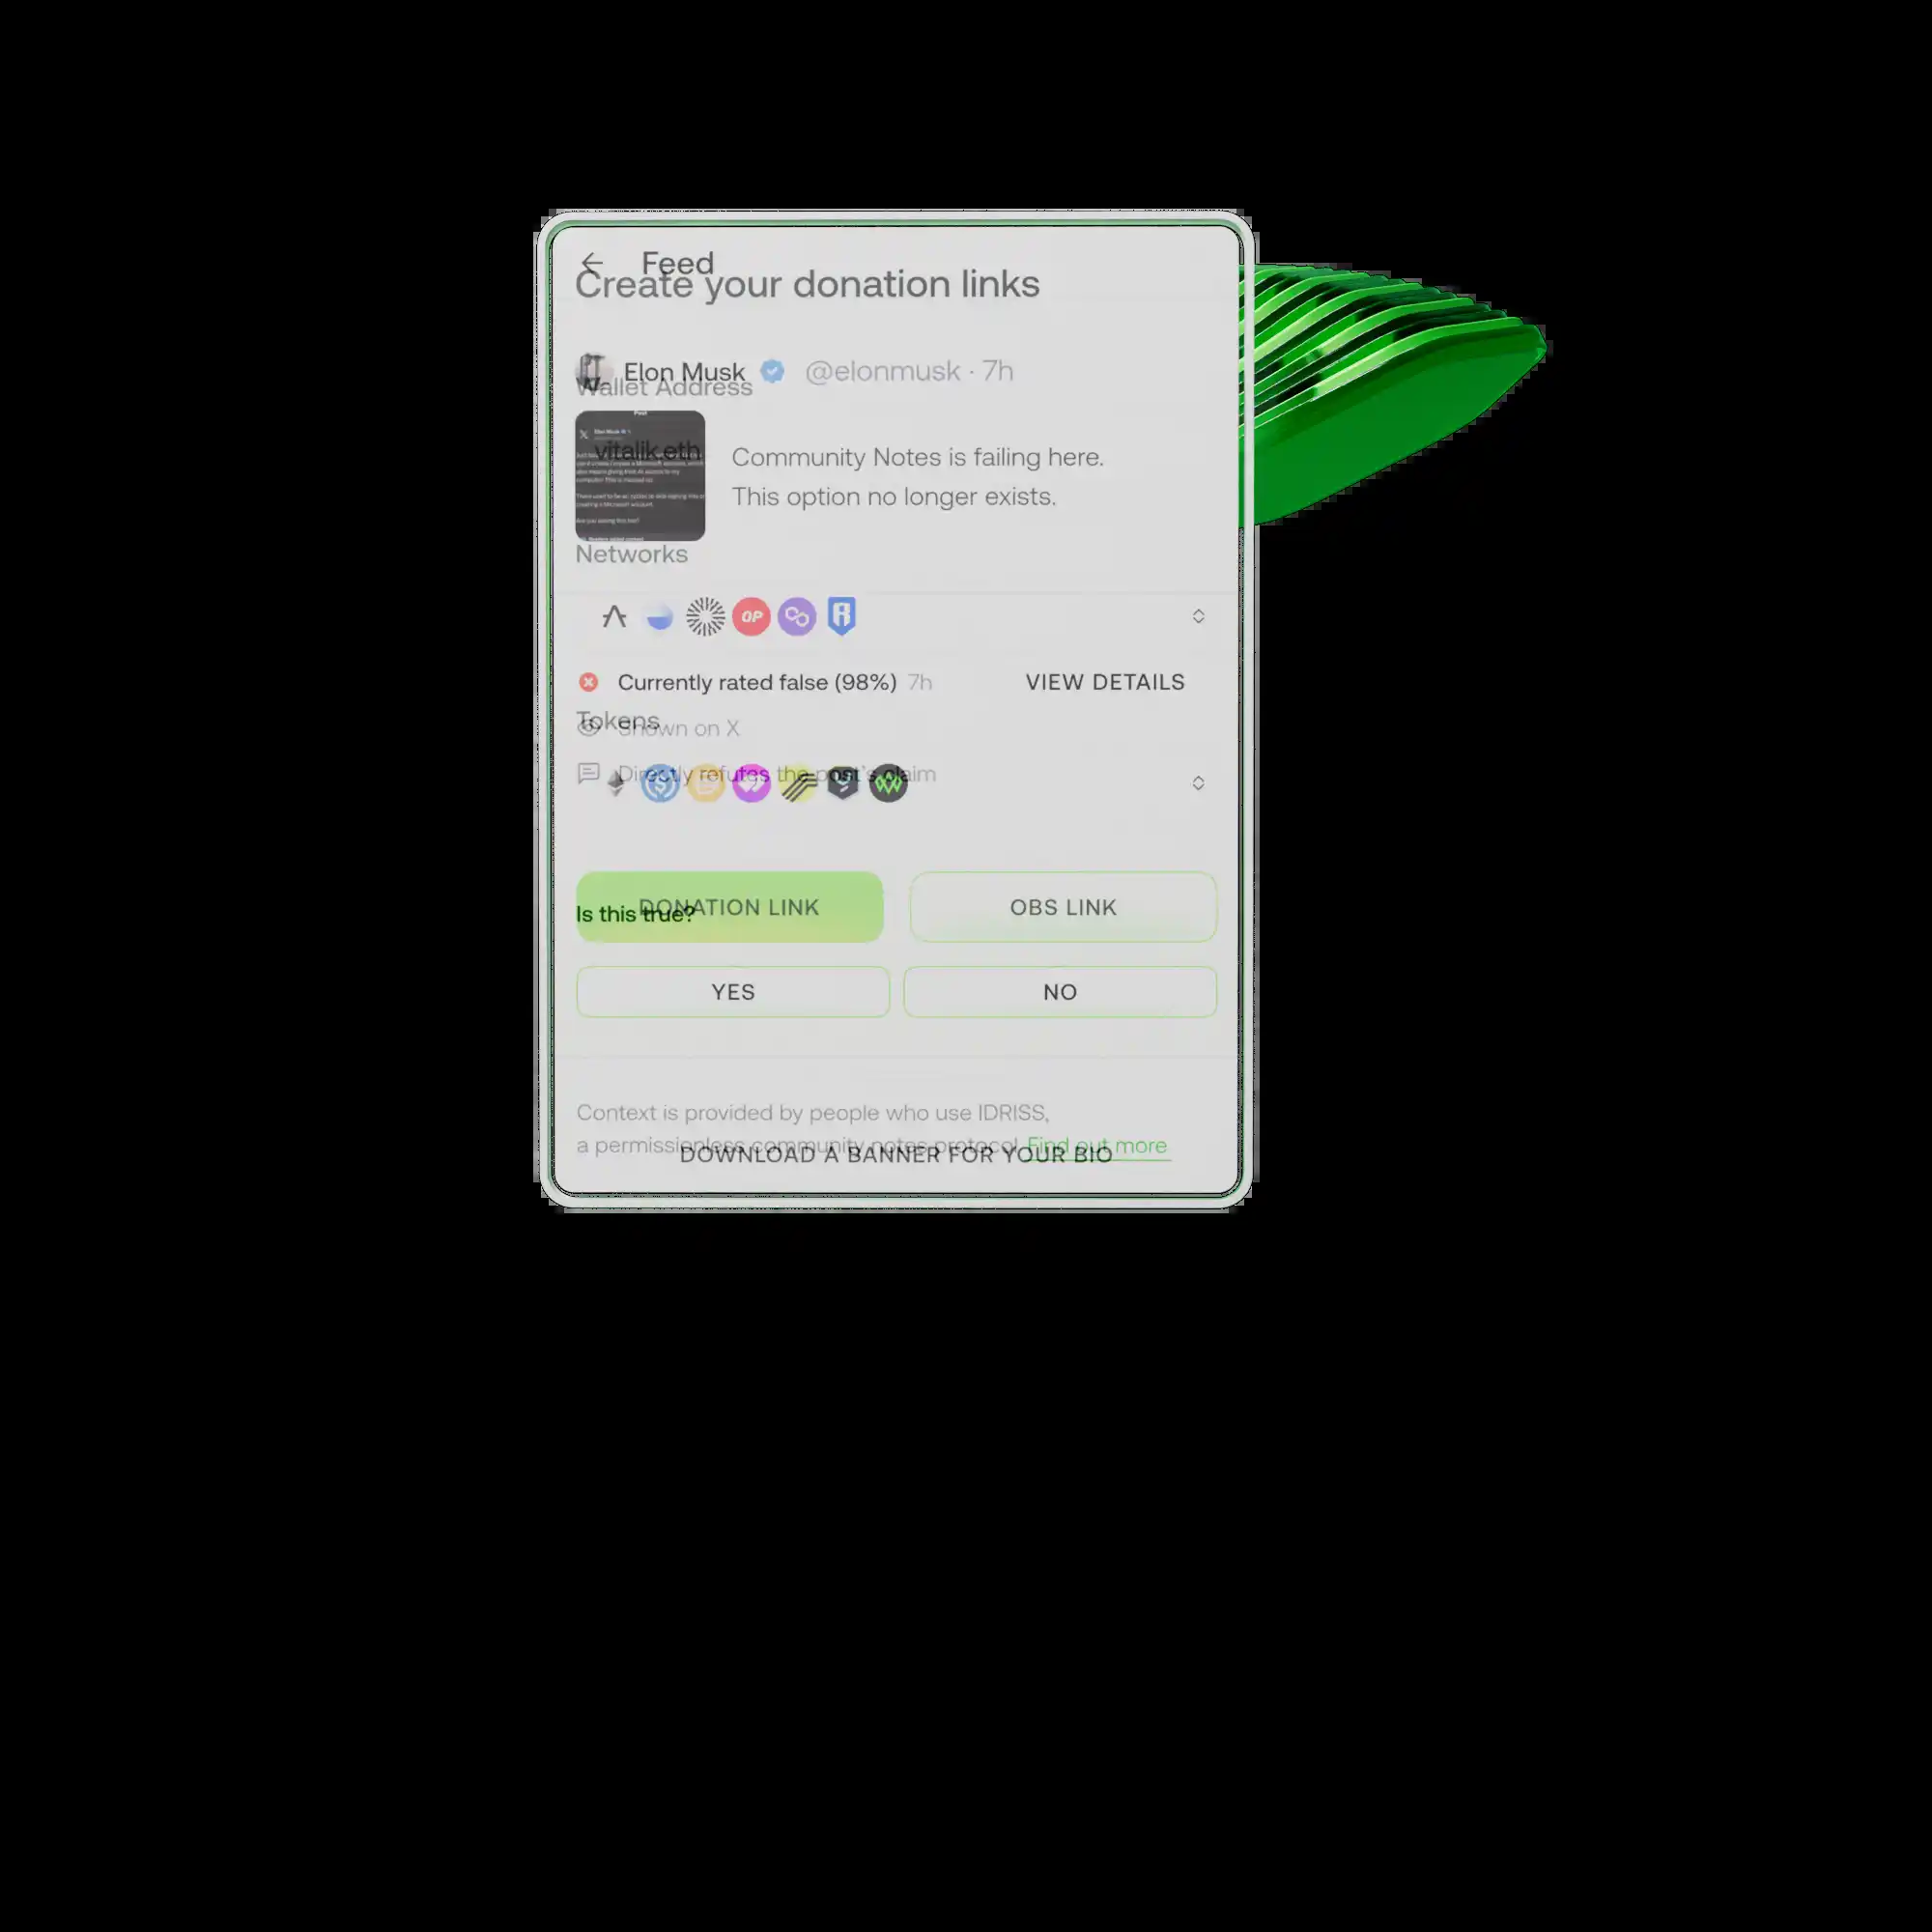 Feed
Create your donation links
Elon Musk @elonmusk · 7h
Wallet Address
Post
vitalik.eth
Community Notes is failing here.
This option no longer exists.
Networks
OP
Currently rated false (98%) 7h VIEW DETAILS
Tokens
Shown on X
Directly refutes the post's claim
DONATION LINK OBS LINK
Is this true?
YES NO
Context is provided by people who use IDRISS,
a permissionless community notes protocol. Find out more
DOWNLOAD A BANNER FOR YOUR BIO